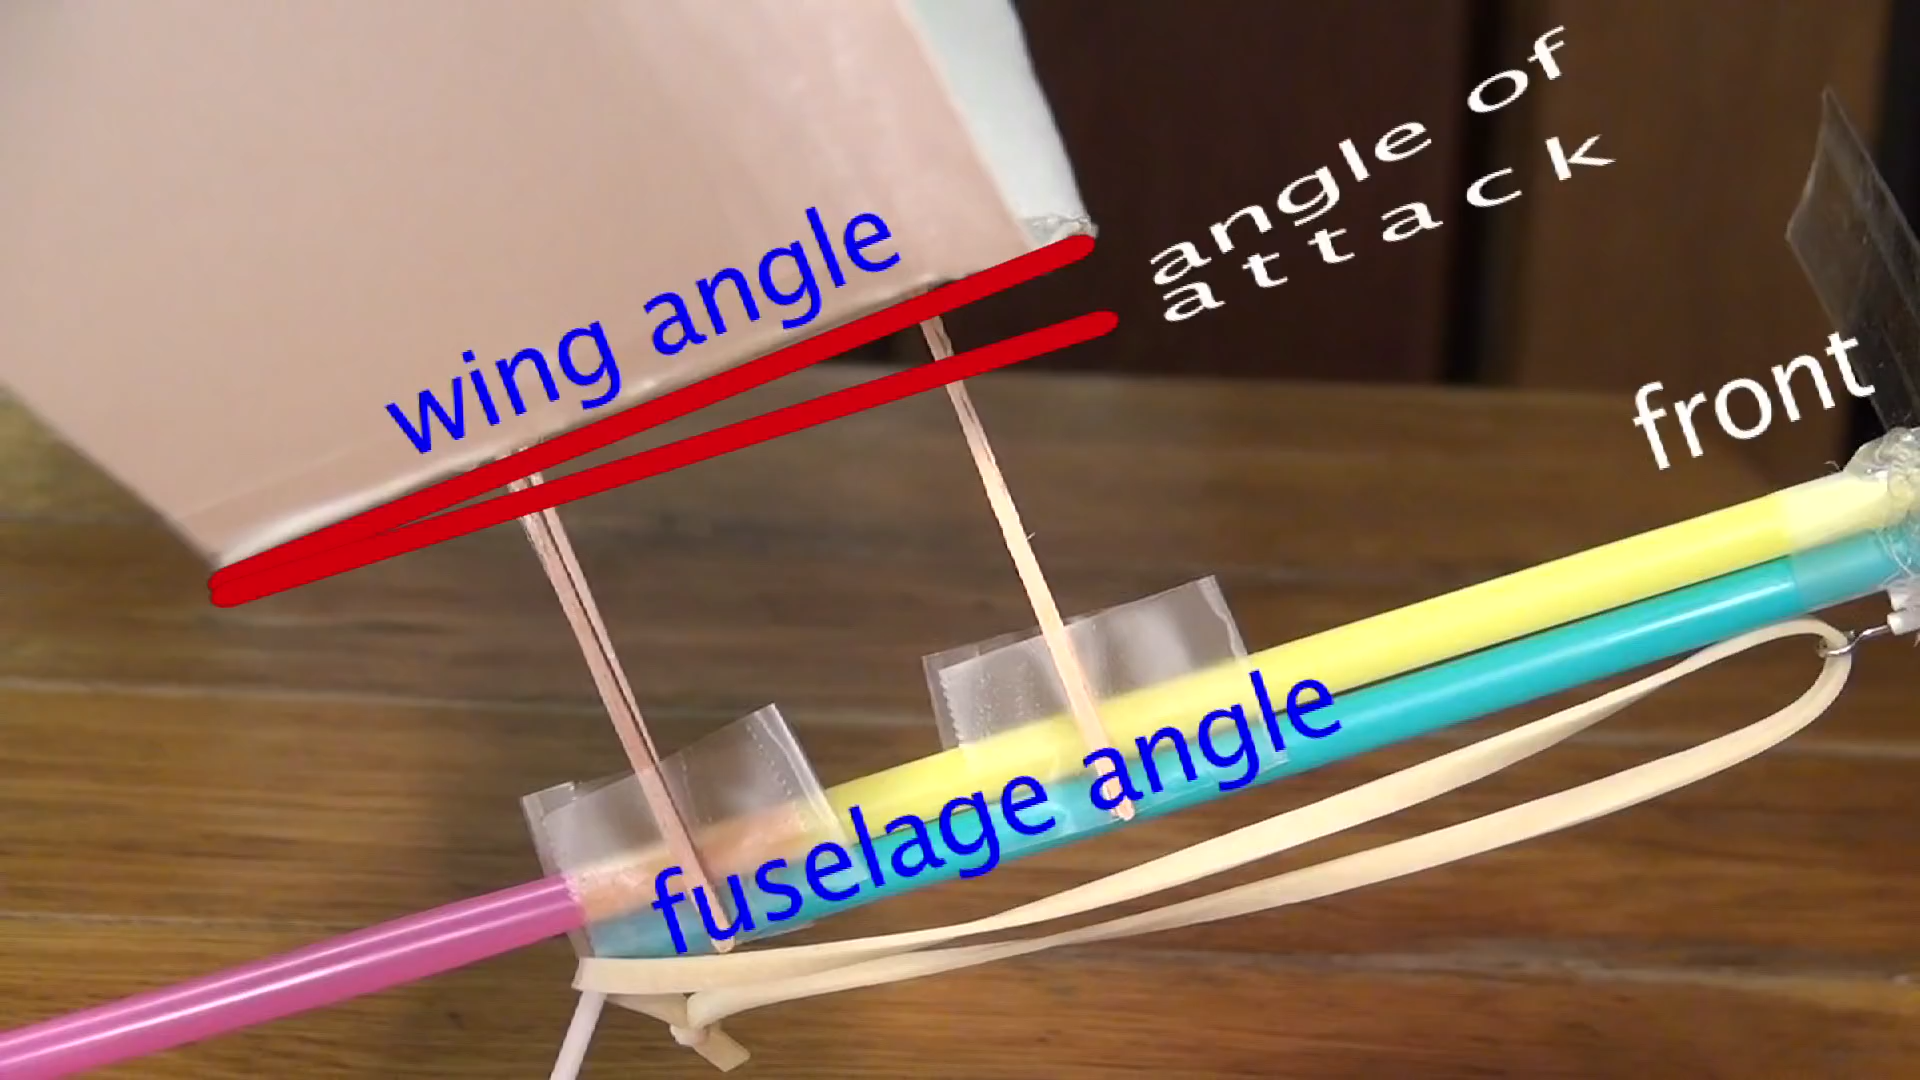 angle of
attack
wing angle
front
fuselage angle